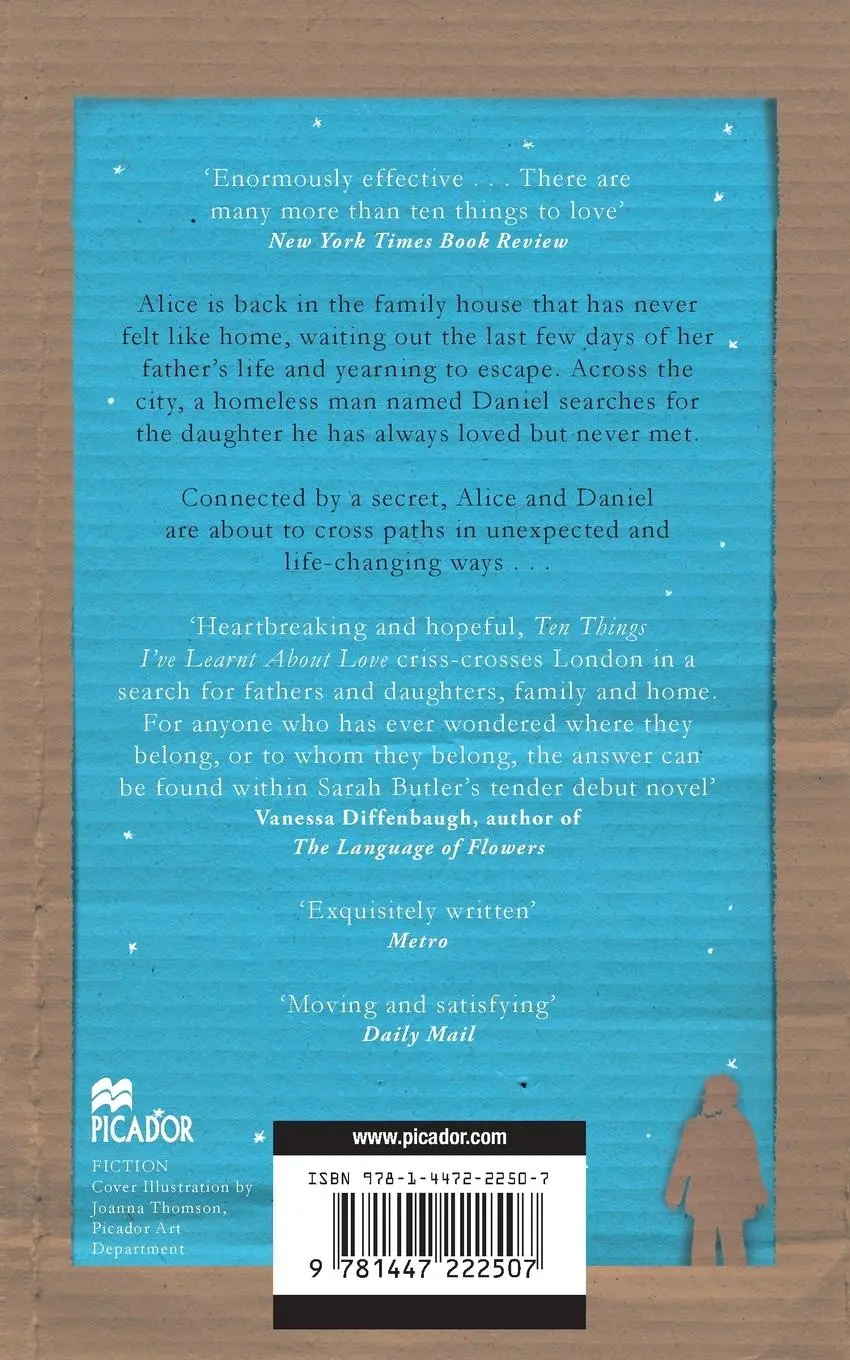 ‘Enormously effective . . . There are
many more than ten things to love’
New York Times Book Review
Alice is back in the family house that has never
felt like home, waiting out the last few days of her
father’s life and yearning to escape. Across the
city, a homeless man named Daniel searches for
the daughter he has always loved but never met.
Connected by a secret, Alice and Daniel
are about to cross paths in unexpected and
life-changing ways . . .
‘Heartbreaking and hopeful, Ten Things
I’ve Learnt About Love criss-crosses London in a
search for fathers and daughters, family and home.
For anyone who has ever wondered where they
belong, or to whom they belong, the answer can
be found within Sarah Butler’s tender debut novel’
Vanessa Diffenbaugh, author of
The Language of Flowers
‘Exquisitely written’
Metro
‘Moving and satisfying’
Daily Mail
PICADOR
FICTION
Cover Illustration by
Joanna Thomson,
Picador Art
Department
www.picador.com
ISBN 978-1-4472-2250-7
9 781447 222507